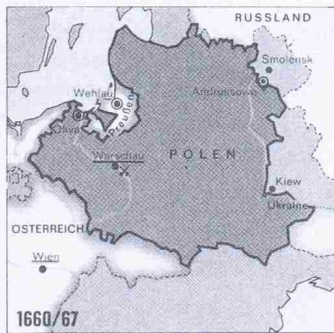 RUSSLAND
Smolensk
Wehlau
Andrussowo
Preußen
Oliva
Warschau
POLEN
Kiew
Ukraine
ÖSTERREICH
Wien
1660/67